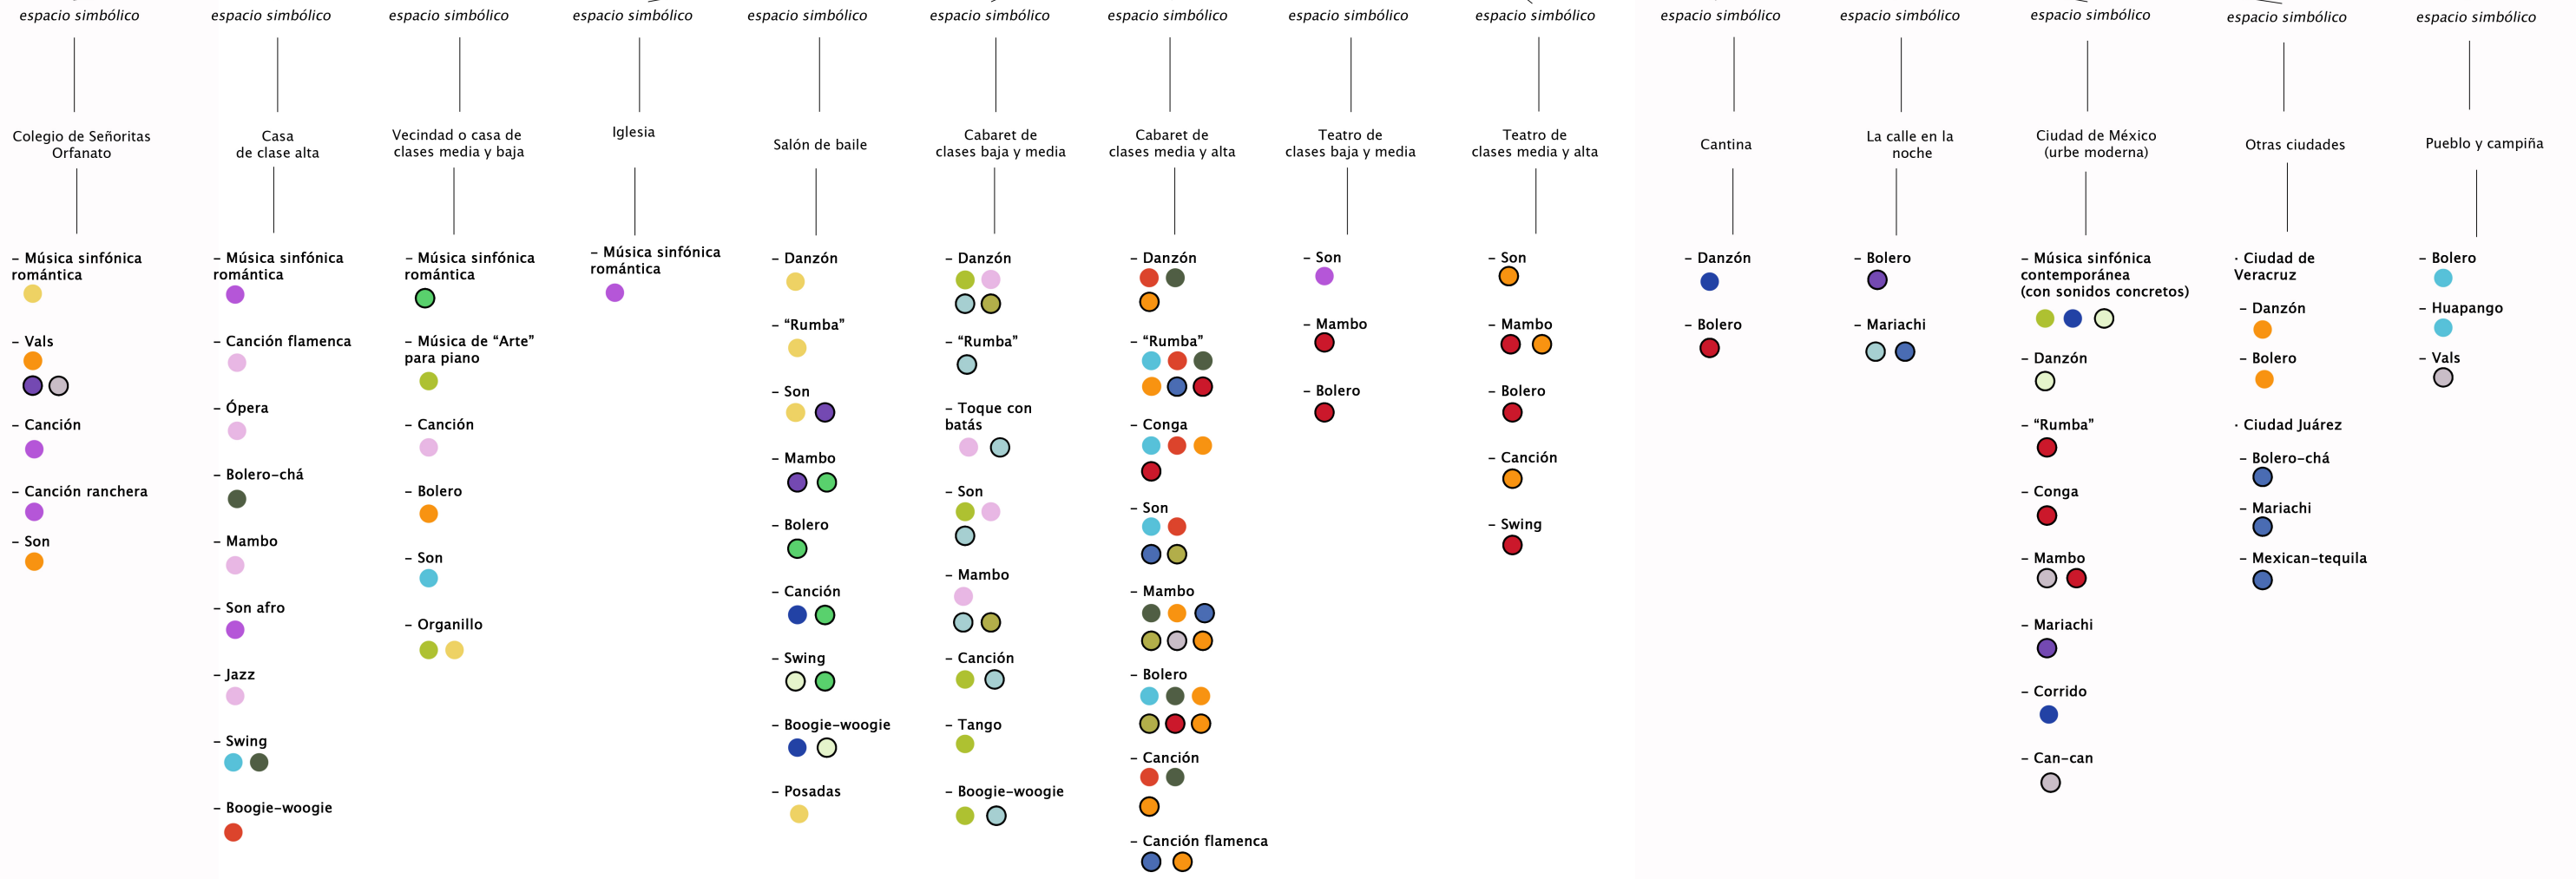 espacio simbólico
espacio simbólico
espacio simbólico
espacio simbólico
espacio simbólico
espacio simbólico
espacio simbólico
espacio simbólico
espacio simbólico
espacio simbólico
espacio simbólico
espacio simbólico
espacio simbólico
espacio simbólico
Colegio de Señoritas
Orfanato
– Música sinfónica
romántica
– Vals
– Canción
– Canción ranchera
– Son
Casa
de clase alta
– Música sinfónica
romántica
– Canción flamenca
– Ópera
– Bolero-chá
– Mambo
– Son afro
– Jazz
– Swing
– Boogie-woogie
Vecindad o casa de
clases media y baja
– Música sinfónica
romántica
– Música de “Arte”
para piano
– Canción
– Bolero
– Son
– Organillo
Iglesia
– Música sinfónica
romántica
Salón de baile
– Danzón
– “Rumba”
– Son
– Mambo
– Bolero
– Canción
– Swing
– Boogie-woogie
– Posadas
Cabaret de
clases baja y media
– Danzón
– “Rumba”
– Toque con
batás
– Son
– Mambo
– Canción
– Tango
– Boogie-woogie
Cabaret de
clases media y alta
– Danzón
– “Rumba”
– Conga
– Son
– Mambo
– Bolero
– Canción
– Canción flamenca
Teatro de
clases baja y media
– Son
– Mambo
– Bolero
Teatro de
clases media y alta
– Son
– Mambo
– Bolero
– Canción
– Swing
Cantina
– Danzón
– Bolero
La calle en la
noche
– Bolero
– Mariachi
Ciudad de México
(urbe moderna)
– Música sinfónica
contemporánea
(con sonidos concretos)
– Danzón
– “Rumba”
– Conga
– Mambo
– Mariachi
– Corrido
– Can-can
Otras ciudades
· Ciudad de
Veracruz
– Danzón
– Bolero
· Ciudad Juárez
– Bolero-chá
– Mariachi
– Mexican-tequila
Pueblo y campiña
– Bolero
– Huapango
– Vals